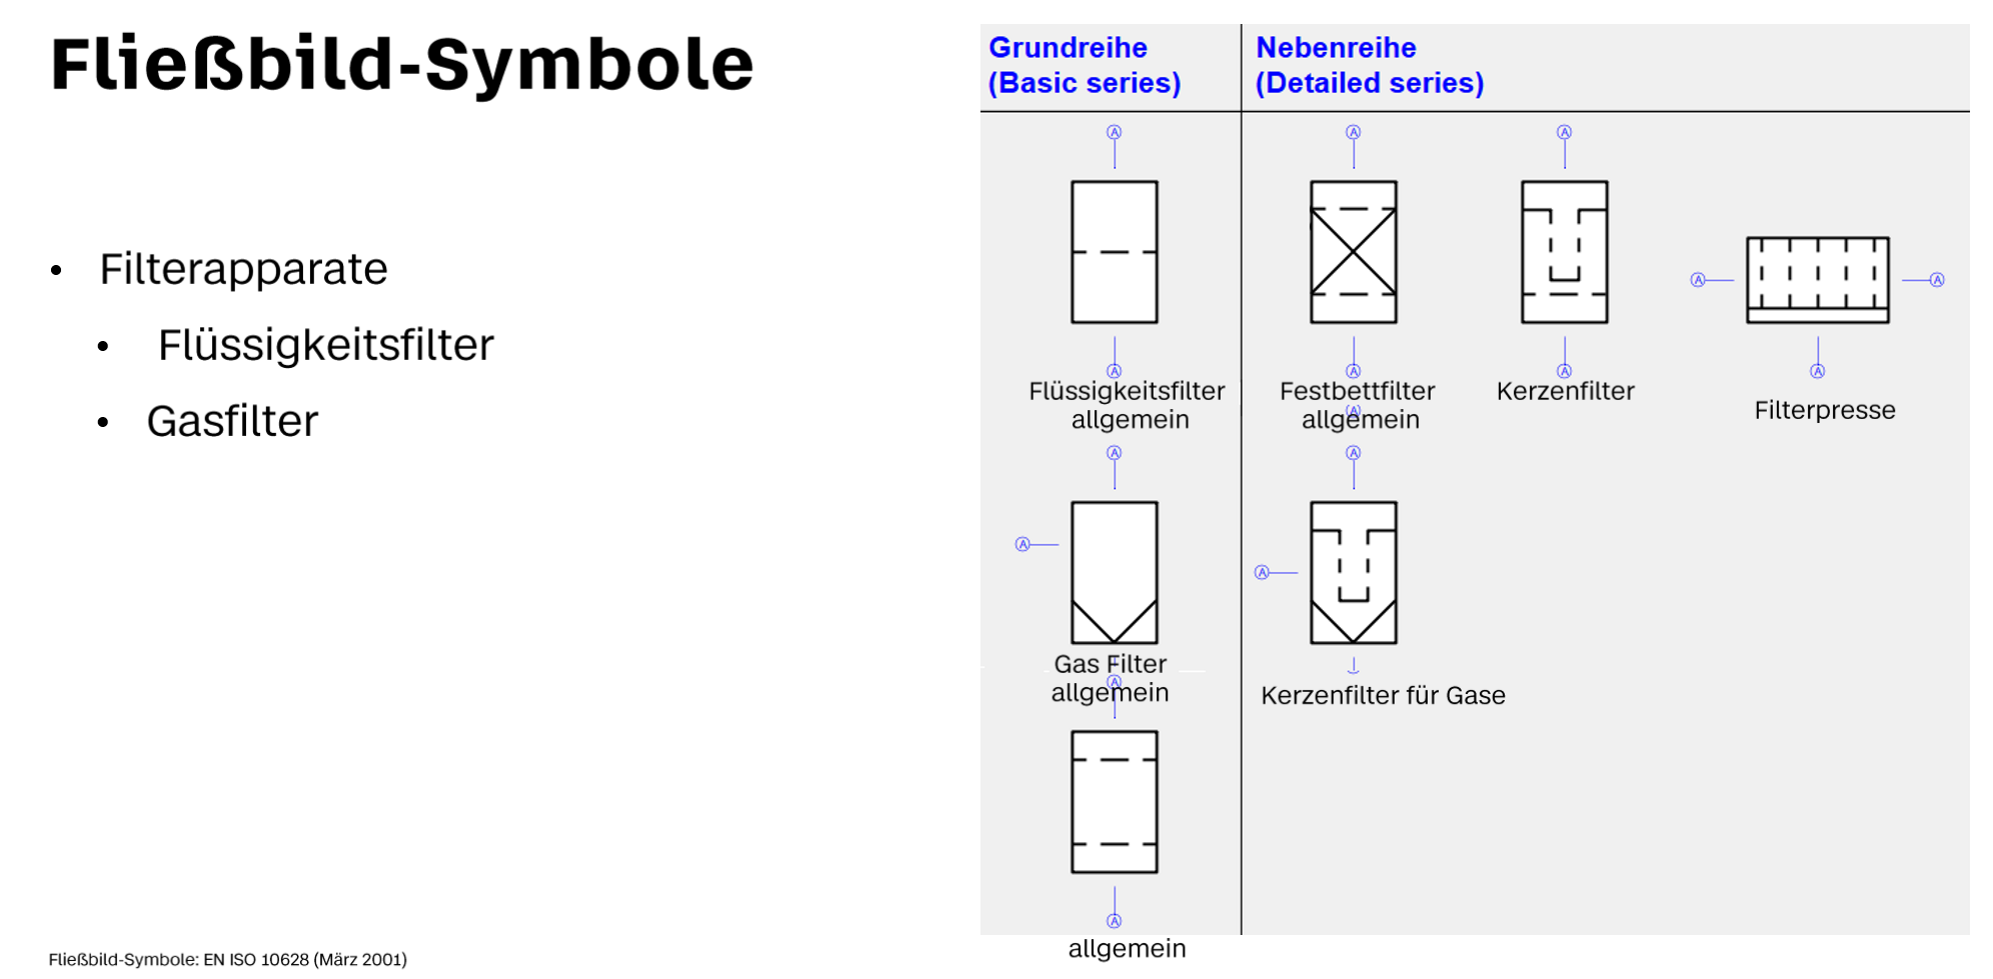 Fließbild-Symbole
• Filterapparate
• Flüssigkeitsfilter
• Gasfilter
Fließbild-Symbole: EN ISO 10628 (März 2001)
Grundreihe
(Basic series)
Nebenreihe
(Detailed series)
A
A
A
A
A
A
A
A
A
Flüssigkeitsfilter
allgemein
Festbettfilter
allgemein
Kerzenfilter
Filterpresse
A
A
A
A
A
Gas Filter
allgemein
A
Kerzenfilter für Gase
A
allgemein